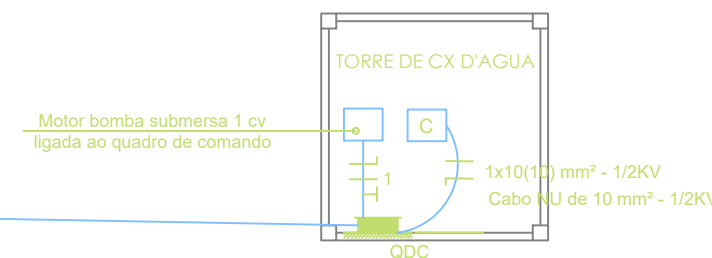 TORRE DE CX D'AGUA
Motor bomba submersa 1 cv
ligada ao quadro de comando
C
1
1x10(10) mm² - 1/2KV
Cabo NU de 10 mm² - 1/2KV
QDC